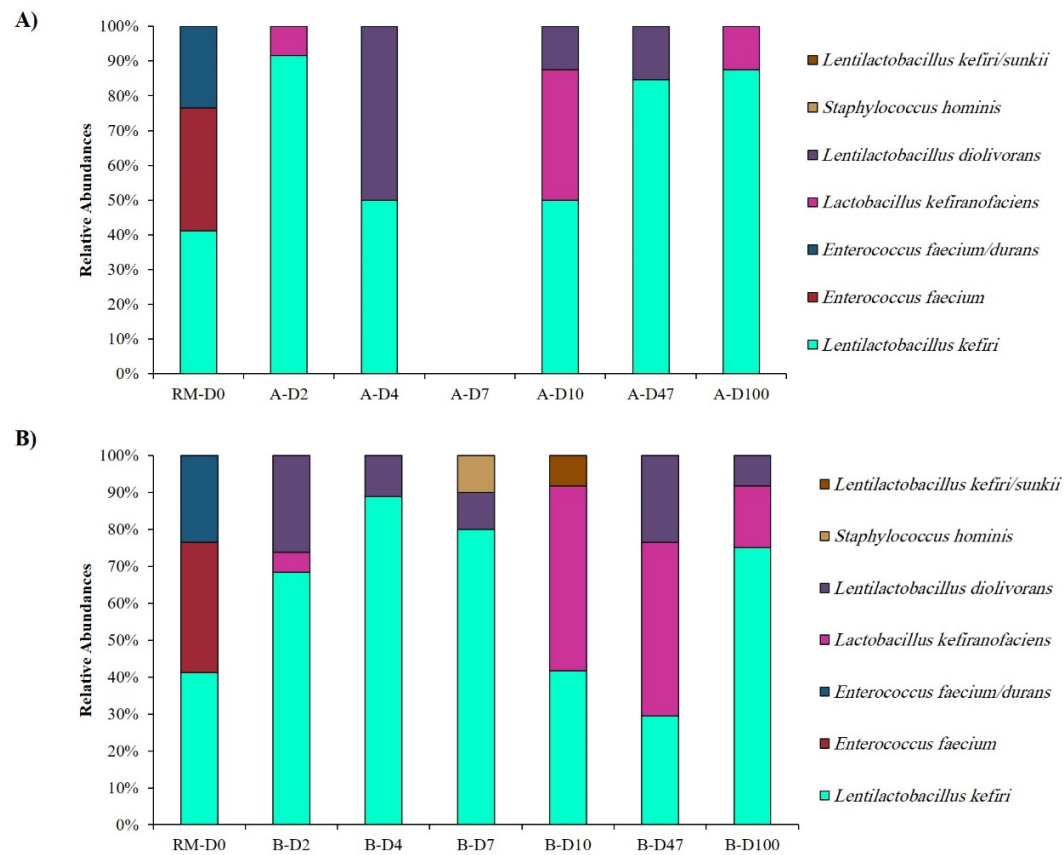 A)
Relative Abundances
100%
90%
80%
70%
60%
50%
40%
30%
20%
10%
0%
RM-D0 A-D2 A-D4 A-D7 A-D10 A-D47 A-D100
Lentilactobacillus kefiri/sunkii
Staphylococcus hominis
Lentilactobacillus diolivorans
Lactobacillus kefiranofaciens
Enterococcus faecium/durans
Enterococcus faecium
Lentilactobacillus kefiri
B)
Relative Abundances
100%
90%
80%
70%
60%
50%
40%
30%
20%
10%
0%
RM-D0 B-D2 B-D4 B-D7 B-D10 B-D47 B-D100
Lentilactobacillus kefiri/sunkii
Staphylococcus hominis
Lentilactobacillus diolivorans
Lactobacillus kefiranofaciens
Enterococcus faecium/durans
Enterococcus faecium
Lentilactobacillus kefiri